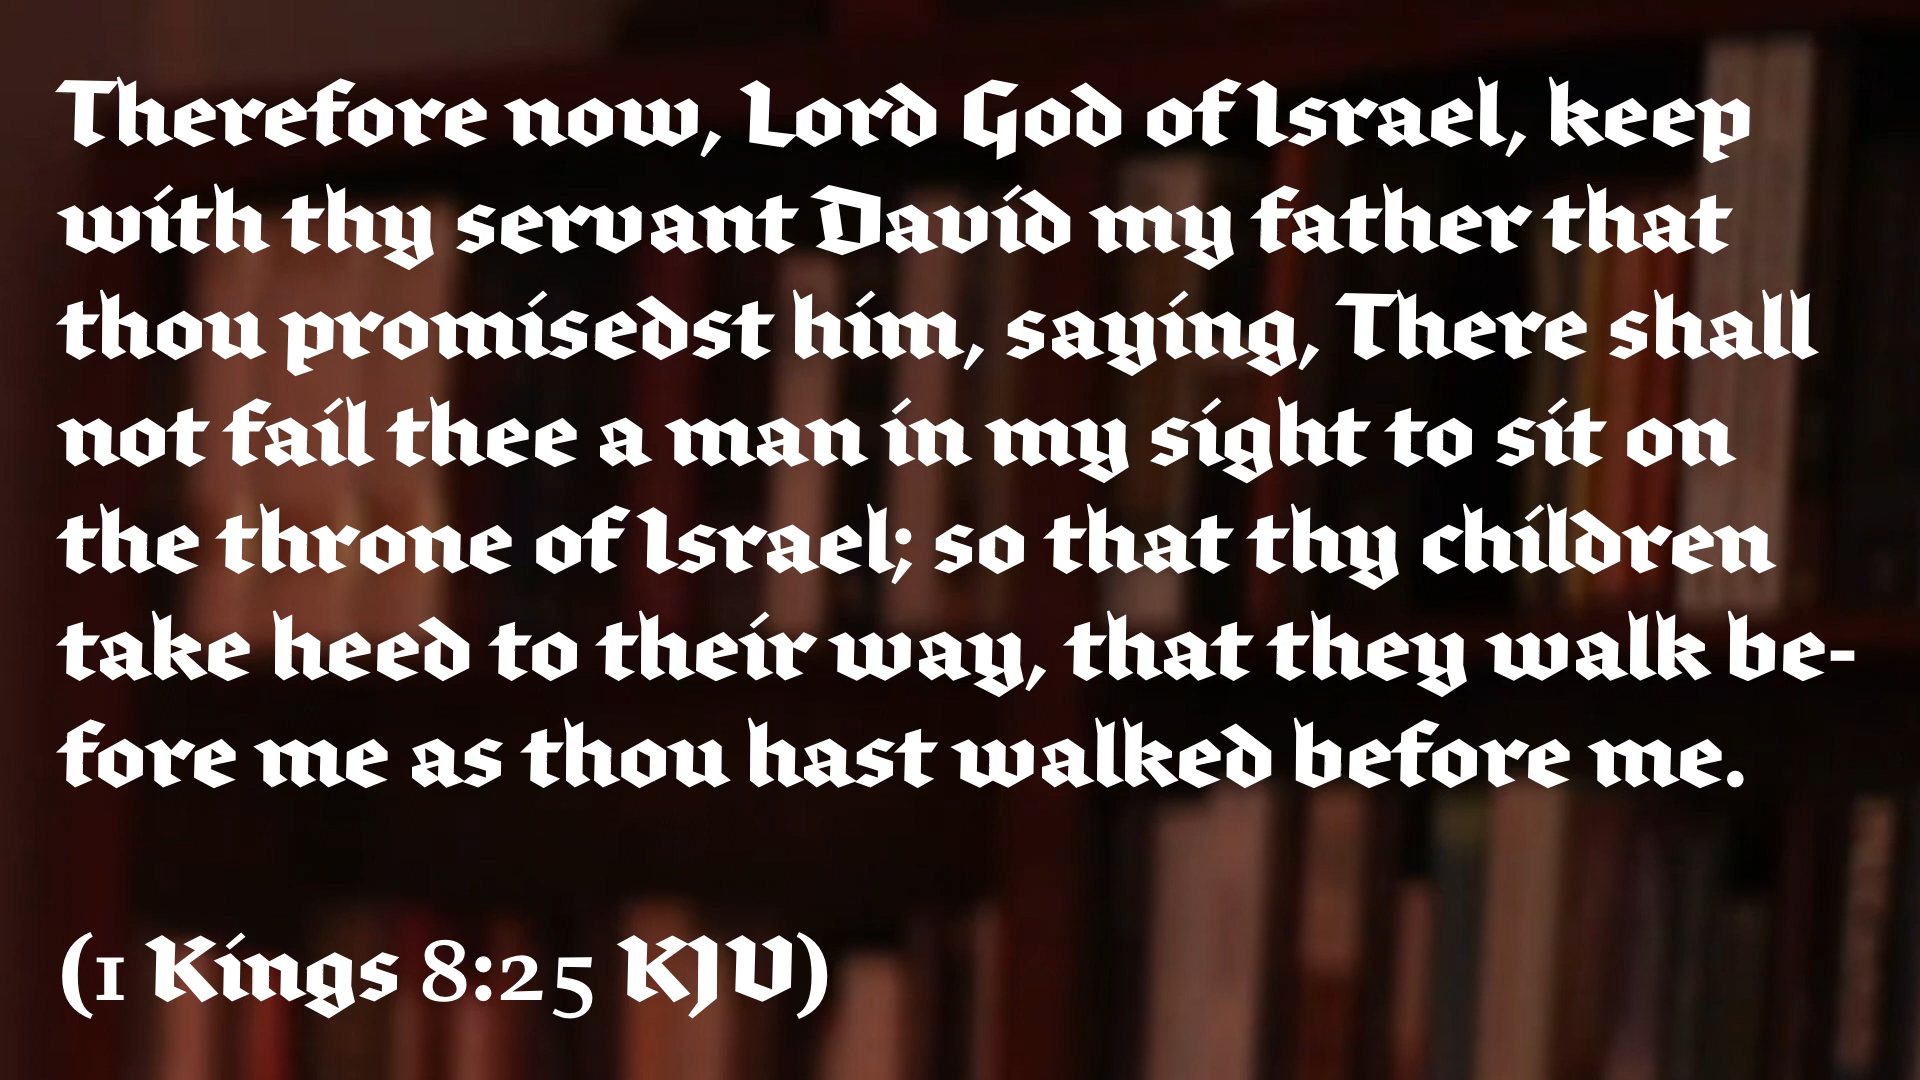 Therefore now, Lord God of Israel, keep
with thy servant David my father that
thou promisedst him, saying, There shall
not fail thee a man in my sight to sit on
the throne of Israel; so that thy children
take heed to their way, that they walk be-
fore me as thou hast walked before me.
(1 Kings 8:25 KJV)